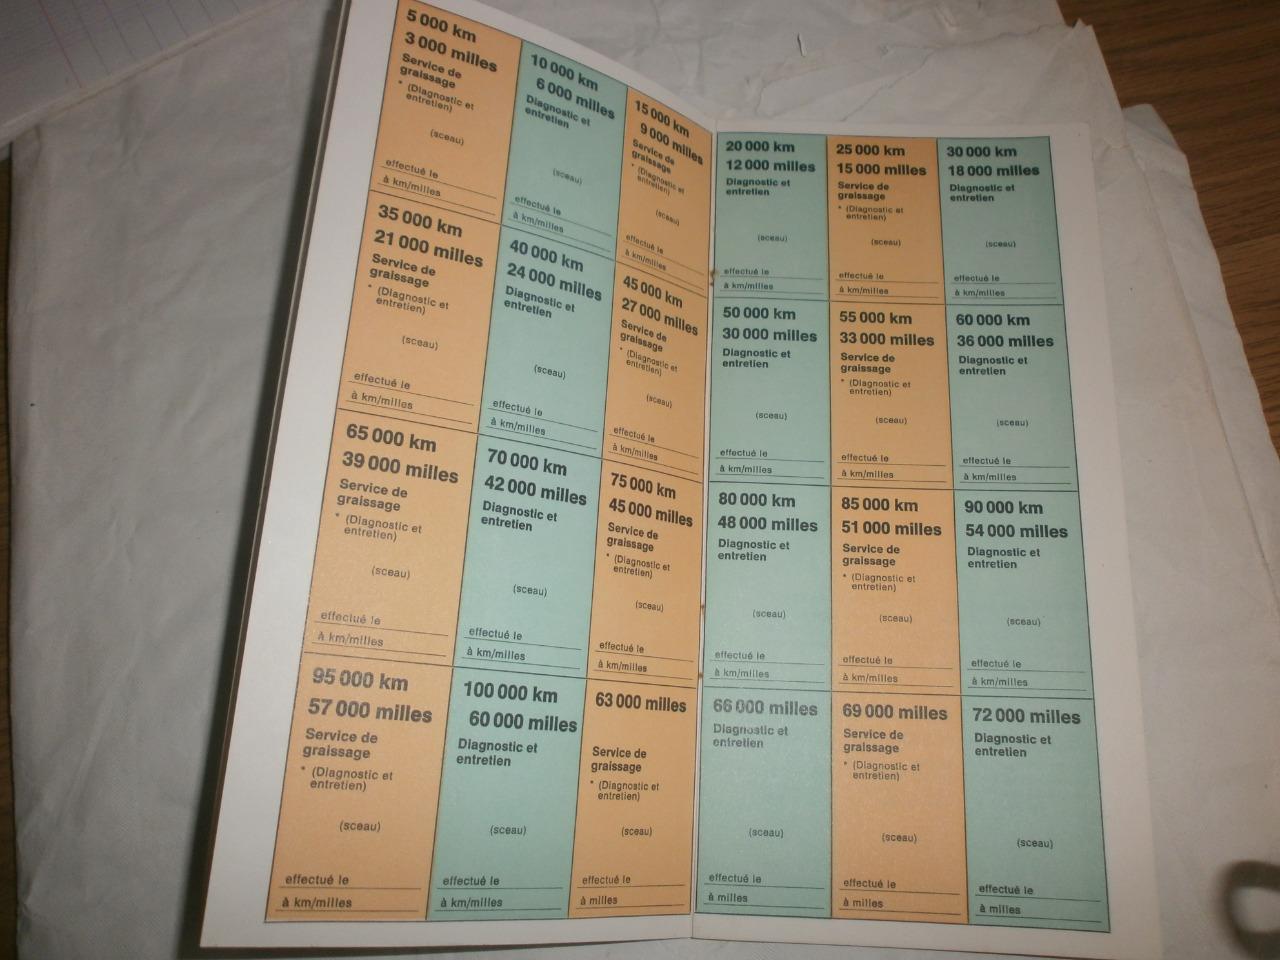 5 000 km
3 000 milles
Service de
graissage
* (Diagnostic et
entretien)
(sceau)
effectué le
à km/milles
10 000 km
6 000 milles
Diagnostic et
entretien
(sceau)
effectué le
à km/milles
15 000 km
9 000 milles
Service de
graissage
* (Diagnostic et
entretien)
(sceau)
effectué le
à km/milles
20 000 km
12 000 milles
Diagnostic et
entretien
(sceau)
effectué le
à km/milles
25 000 km
15 000 milles
Service de
graissage
* (Diagnostic et
entretien)
(sceau)
effectué le
à km/milles
30 000 km
18 000 milles
Diagnostic et
entretien
(sceau)
effectué le
à km/milles
35 000 km
21 000 milles
Service de
graissage
* (Diagnostic et
entretien)
(sceau)
effectué le
à km/milles
40 000 km
24 000 milles
Diagnostic et
entretien
(sceau)
effectué le
à km/milles
45 000 km
27 000 milles
Service de
graissage
* (Diagnostic et
entretien)
(sceau)
effectué le
à km/milles
50 000 km
30 000 milles
Diagnostic et
entretien
(sceau)
effectué le
à km/milles
55 000 km
33 000 milles
Service de
graissage
* (Diagnostic et
entretien)
(sceau)
effectué le
à km/milles
60 000 km
36 000 milles
Diagnostic et
entretien
(sceau)
effectué le
à km/milles
65 000 km
39 000 milles
Service de
graissage
* (Diagnostic et
entretien)
(sceau)
effectué le
à km/milles
70 000 km
42 000 milles
Diagnostic et
entretien
(sceau)
effectué le
à km/milles
75 000 km
45 000 milles
Service de
graissage
* (Diagnostic et
entretien)
(sceau)
effectué le
à km/milles
80 000 km
48 000 milles
Diagnostic et
entretien
(sceau)
effectué le
à km/milles
85 000 km
51 000 milles
Service de
graissage
* (Diagnostic et
entretien)
(sceau)
effectué le
à km/milles
90 000 km
54 000 milles
Diagnostic et
entretien
(sceau)
effectué le
à km/milles
95 000 km
57 000 milles
Service de
graissage
* (Diagnostic et
entretien)
(sceau)
effectué le
à km/milles
100 000 km
60 000 milles
Diagnostic et
entretien
(sceau)
effectué le
à km/milles
63 000 milles
Service de
graissage
* (Diagnostic et
entretien)
(sceau)
effectué le
à milles
66 000 milles
Diagnostic et
entretien
(sceau)
effectué le
à milles
69 000 milles
Service de
graissage
* (Diagnostic et
entretien)
(sceau)
effectué le
à milles
72 000 milles
Diagnostic et
entretien
(sceau)
effectué le
à milles